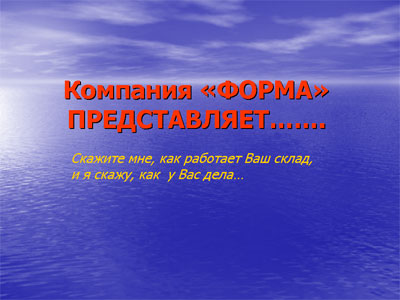 Компания «ФОРМА»
ПРЕДСТАВЛЯЕТ…….
Скажите мне, как работает Ваш склад,
и я скажу, как  у Вас дела…